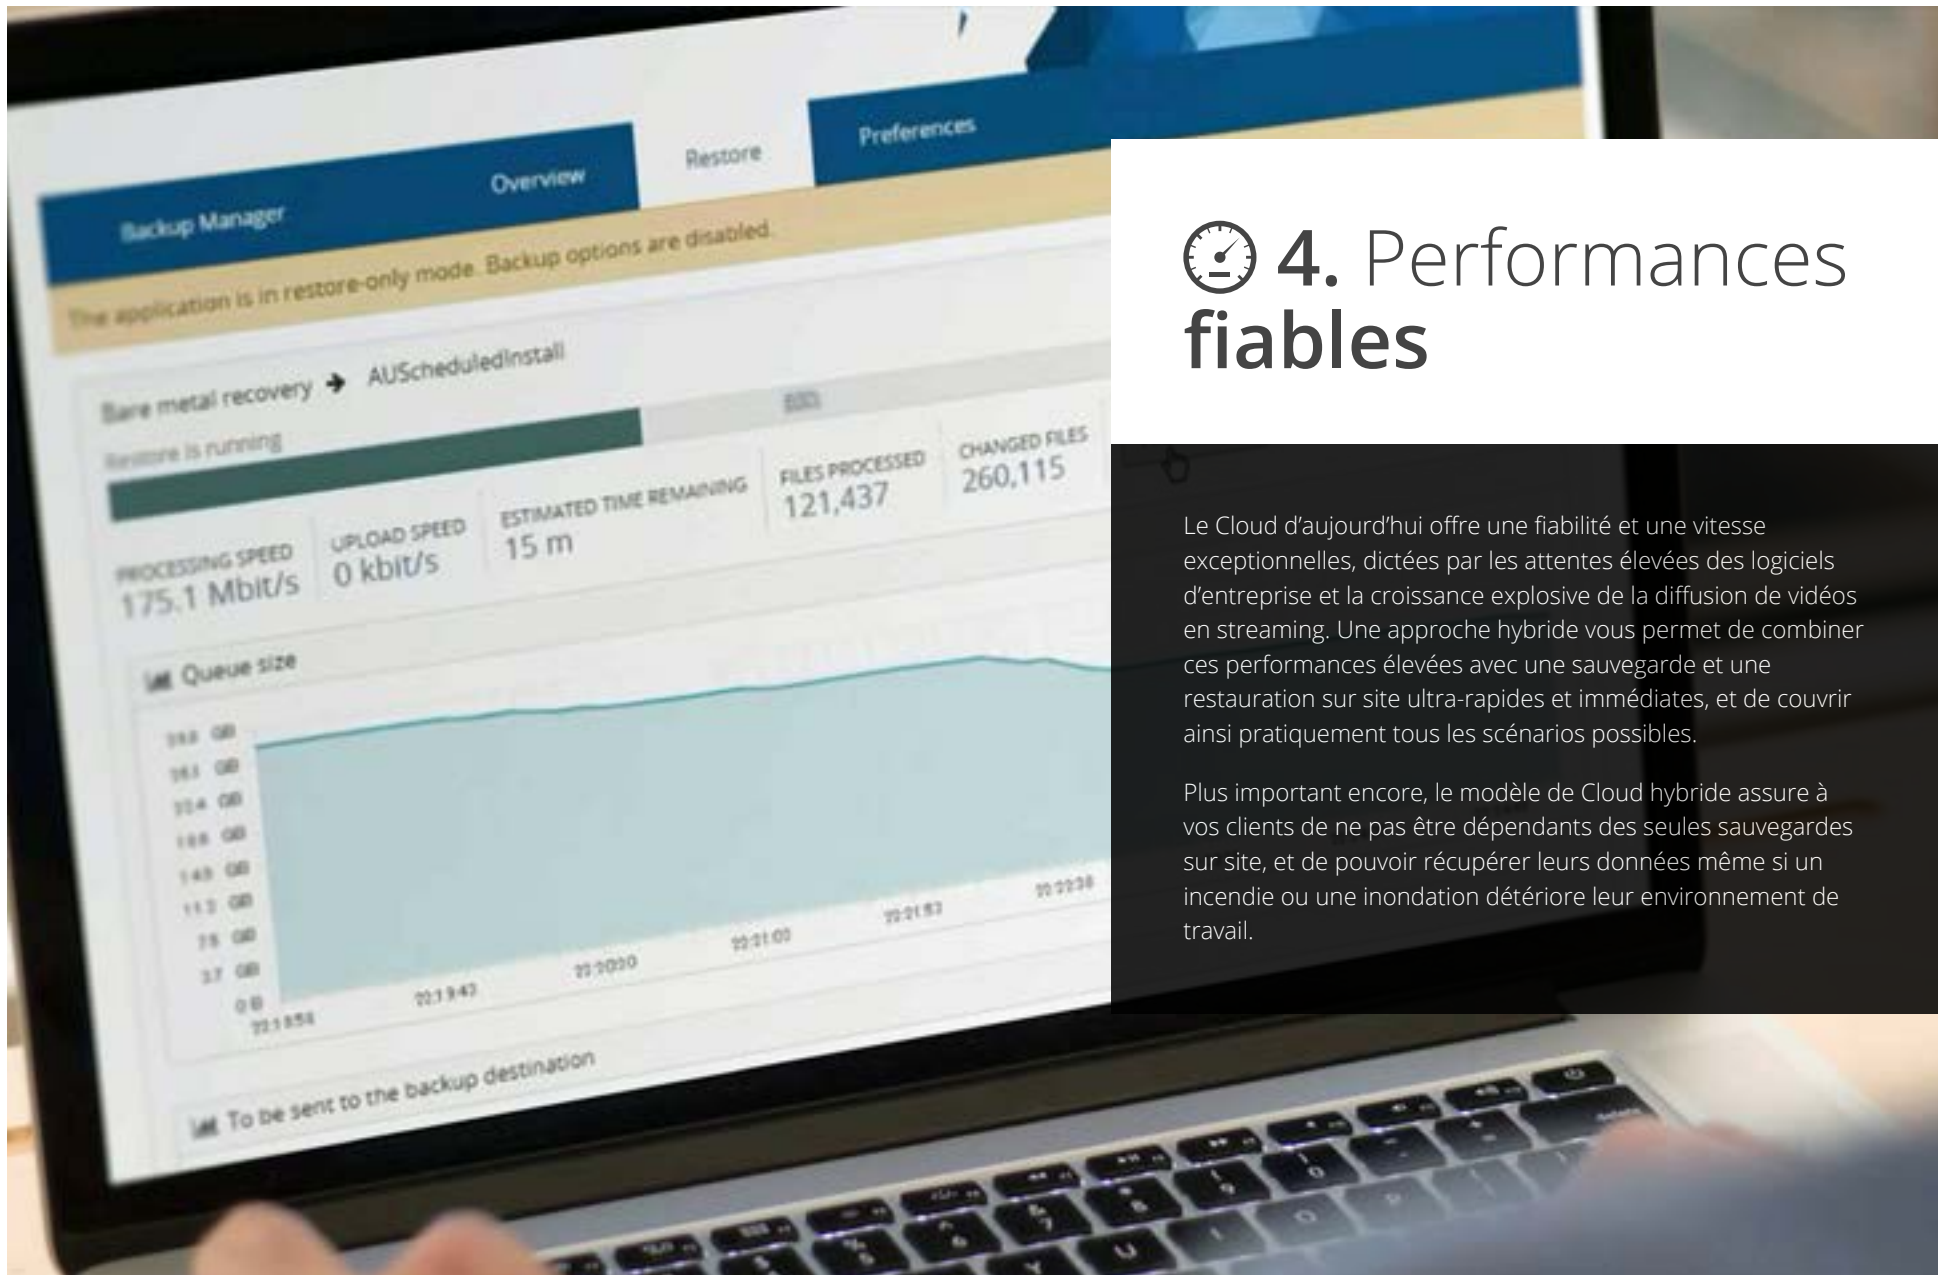 Backup Manager
Overview
Restore
Preferences
The application is in restore-only mode. Backup options are disabled.
Bare metal recovery → AUScheduledInstall
Restore is running
PROCESSING SPEED
175.1 Mbit/s
UPLOAD SPEED
0 kbit/s
ESTIMATED TIME REMAINING
15 m
FILES PROCESSED
121,437
CHANGED FILES
260,115
Queue size
0 B
To be sent to the backup destination
4. Performances
fiables
Le Cloud d’aujourd’hui offre une fiabilité et une vitesse
exceptionnelles, dictées par les attentes élevées des logiciels
d’entreprise et la croissance explosive de la diffusion de vidéos
en streaming. Une approche hybride vous permet de combiner
ces performances élevées avec une sauvegarde et une
restauration sur site ultra-rapides et immédiates, et de couvrir
ainsi pratiquement tous les scénarios possibles.
Plus important encore, le modèle de Cloud hybride assure à
vos clients de ne pas être dépendants des seules sauvegardes
sur site, et de pouvoir récupérer leurs données même si un
incendie ou une inondation détériore leur environnement de
travail.